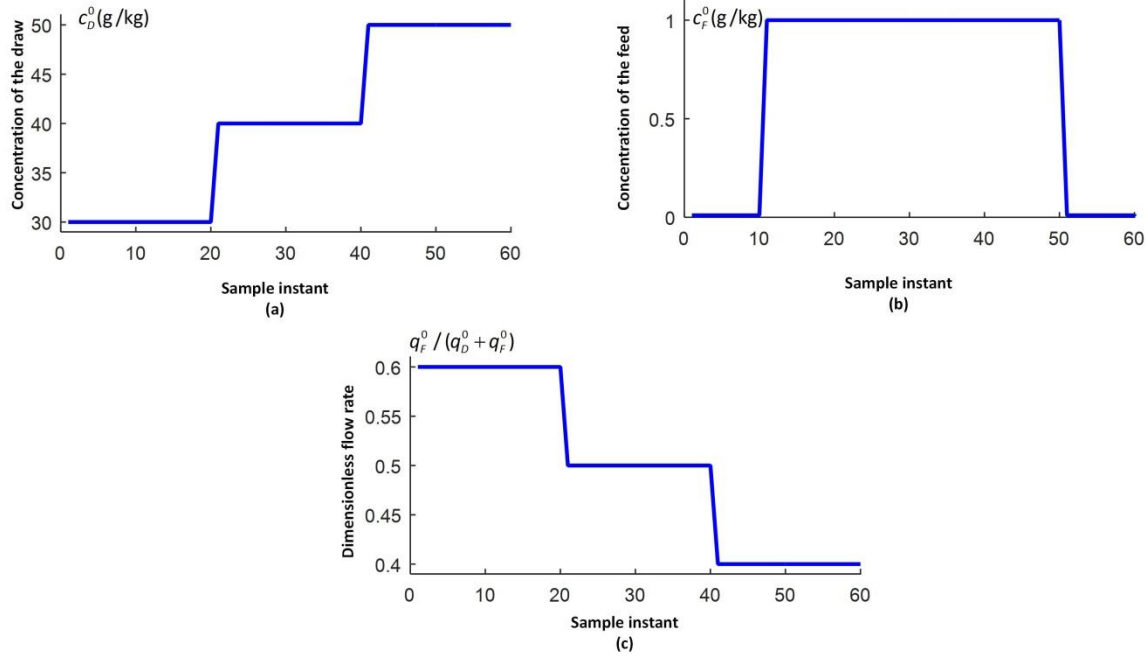 c_D^0 (g/kg)
Concentration of the draw
50
45
40
35
30
0 10 20 30 40 50 60
Sample instant
(a)
c_F^0 (g/kg)
Concentration of the feed
1
0.5
0
0 10 20 30 40 50 60
Sample instant
(b)
q_F^0 / (q_D^0 + q_F^0)
Dimensionless flow rate
0.6
0.55
0.5
0.45
0.4
0 10 20 30 40 50 60
Sample instant
(c)